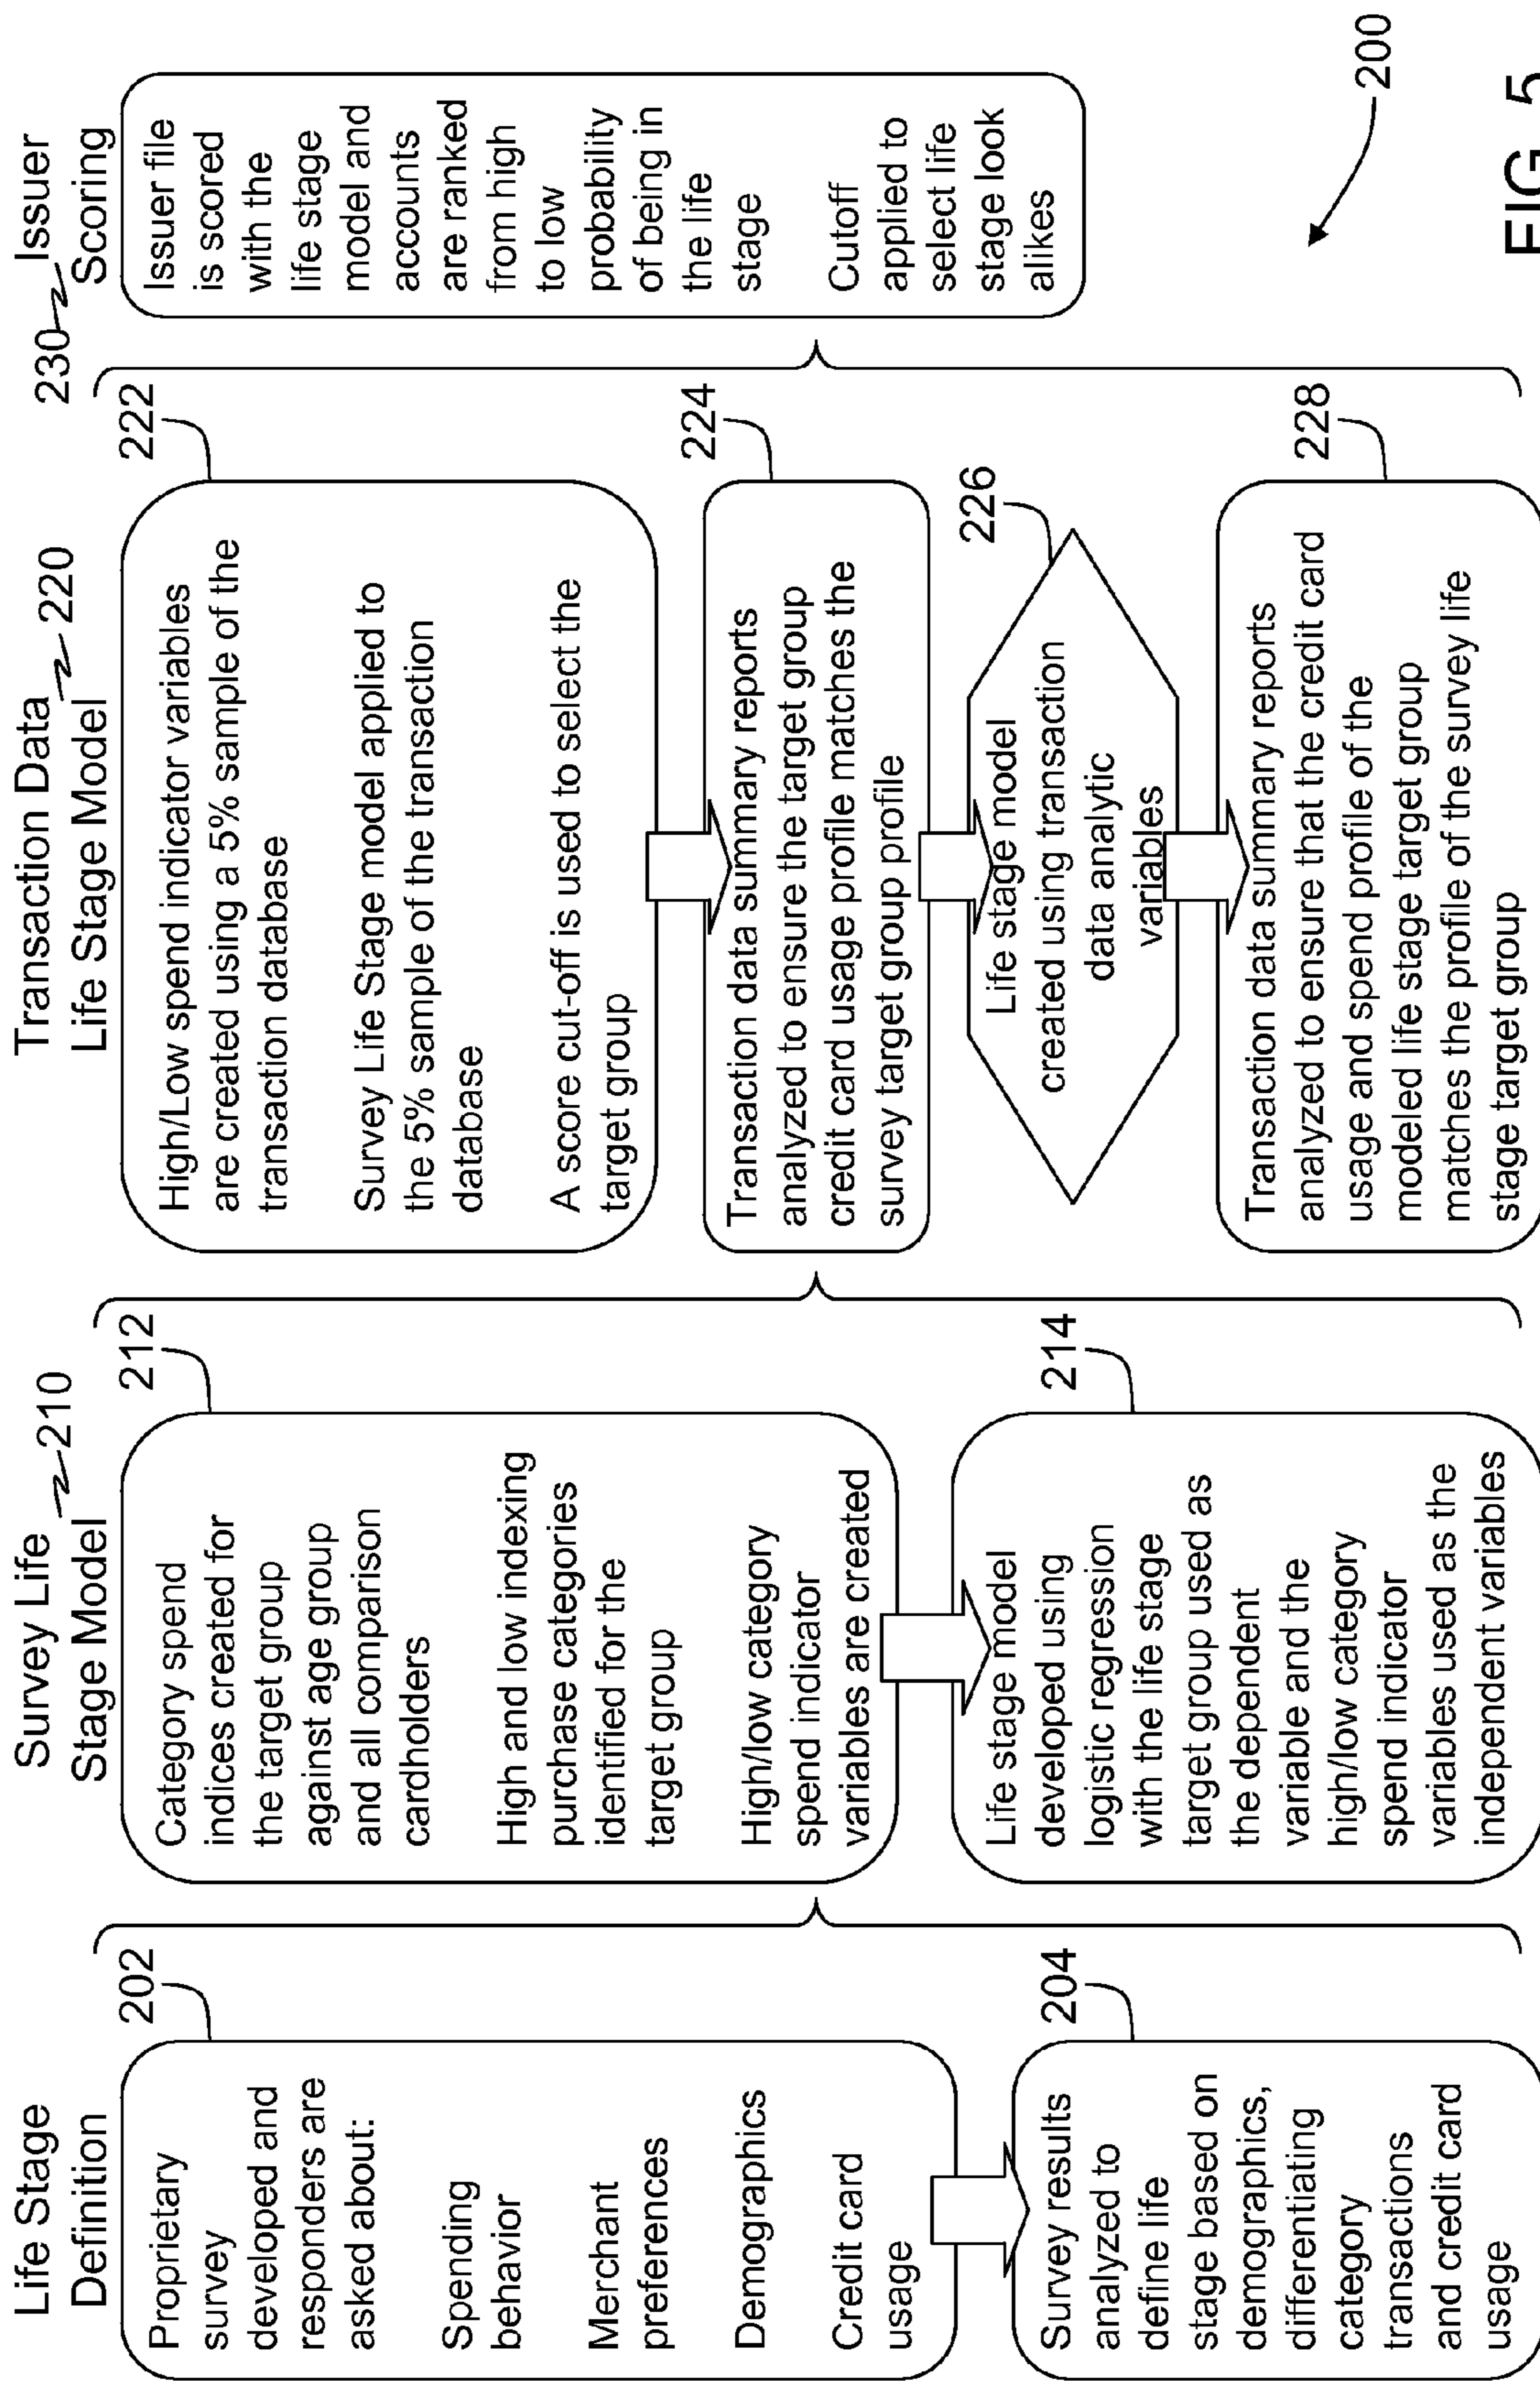 Life Stage
Definition
202
Proprietary
survey
developed and
responders are
asked about:
Spending
behavior
Merchant
preferences
Demographics
Credit card
usage
204
Survey results
analyzed to
define life
stage based on
demographics,
differentiating
category
transactions
and credit card
usage
Survey Life
Stage Model
210
212
Category spend
indices created for
the target group
against age group
and all comparison
cardholders
High and low indexing
purchase categories
identified for the
target group
High/low category
spend indicator
variables are created
214
Life stage model
developed using
logistic regression
with the life stage
target group used as
the dependent
variable and the
high/low category
spend indicator
variables used as the
independent variables
Transaction Data
Life Stage Model
220
222
High/Low spend indicator variables
are created using a 5% sample of the
transaction database
Survey Life Stage model applied to
the 5% sample of the transaction
database
A score cut-off is used to select the
target group
224
Transaction data summary reports
analyzed to ensure the target group
credit card usage profile matches the
survey target group profile
226
Life stage model
created using transaction
data analytic
variables
228
Transaction data summary reports
analyzed to ensure that the credit card
usage and spend profile of the
modeled life stage target group
matches the profile of the survey life
stage target group
230
Issuer
Scoring
Issuer file
is scored
with the
life stage
model and
accounts
are ranked
from high
to low
probability
of being in
the life
stage
Cutoff
applied to
select life
stage look
alikes
200
FIG. 5